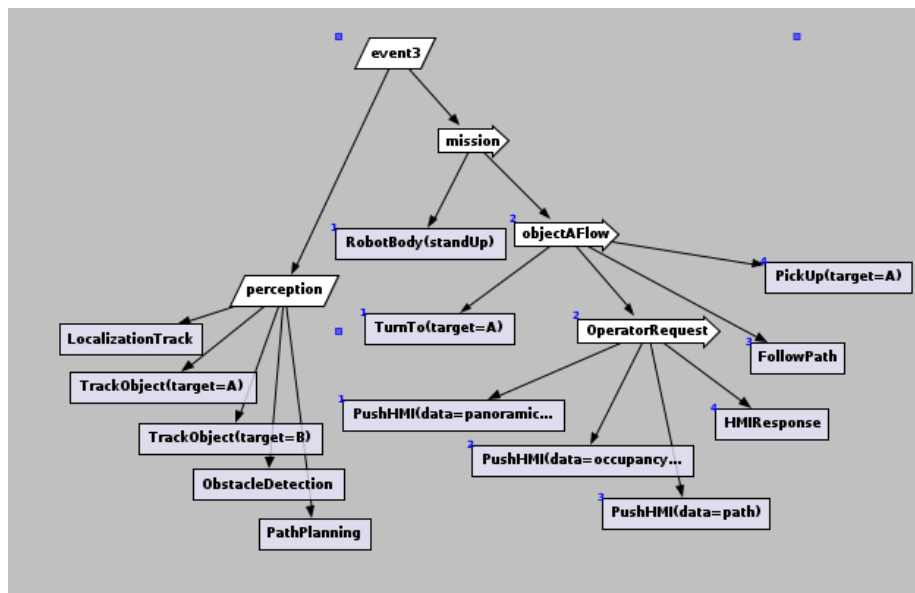 event3
mission
1
RobotBody(standUp)
2
objectAFlow
4
PickUp(target=A)
perception
1
TurnTo(target=A)
2
OperatorRequest
LocalizationTrack
3
FollowPath
TrackObject(target=A)
1
PushHMI(data=panoramic...
4
HMIResponse
TrackObject(target=B)
2
PushHMI(data=occupancy...
ObstacleDetection
3
PushHMI(data=path)
PathPlanning